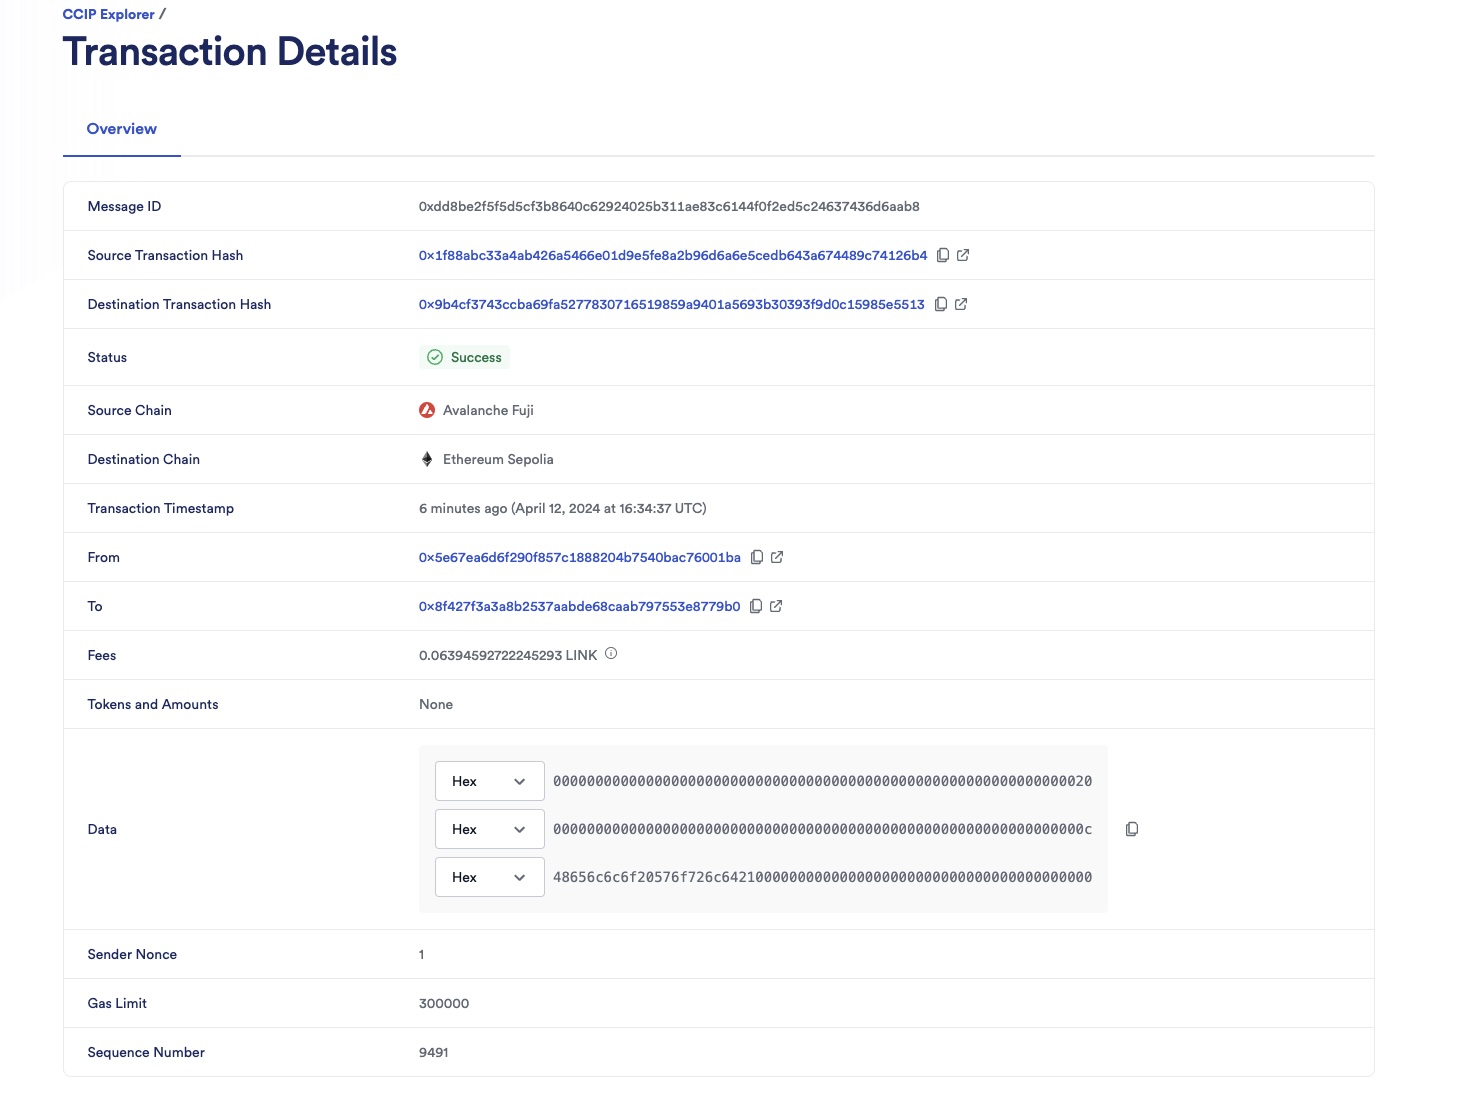 CCIP Explorer /
Transaction Details
Overview
Message ID 0xdd8be2f5f5d5cf3b8640c62924025b311ae83c6144f0f2ed5c24637436d6aab8
Source Transaction Hash 0x1f88abc33a4ab426a5466e01d9e5fe8a2b96d6a6e5cedb643a674489c74126b4
Destination Transaction Hash 0x9b4cf3743ccba69fa5277830716519859a9401a5693b30393f9d0c15985e5513
Status Success
Source Chain Avalanche Fuji
Destination Chain Ethereum Sepolia
Transaction Timestamp 6 minutes ago (April 12, 2024 at 16:34:37 UTC)
From 0x5e67ea6d6f290f857c1888204b7540bac76001ba
To 0x8f427f3a3a8b2537aabde68caab797553e8779b0
Fees 0.06394592722245293 LINK
Tokens and Amounts None
Hex 0000000000000000000000000000000000000000000000000000000000000020
Data Hex 000000000000000000000000000000000000000000000000000000000000000c
Hex 48656c6c6f20576f726c64210000000000000000000000000000000000000000
Sender Nonce 1
Gas Limit 300000
Sequence Number 9491